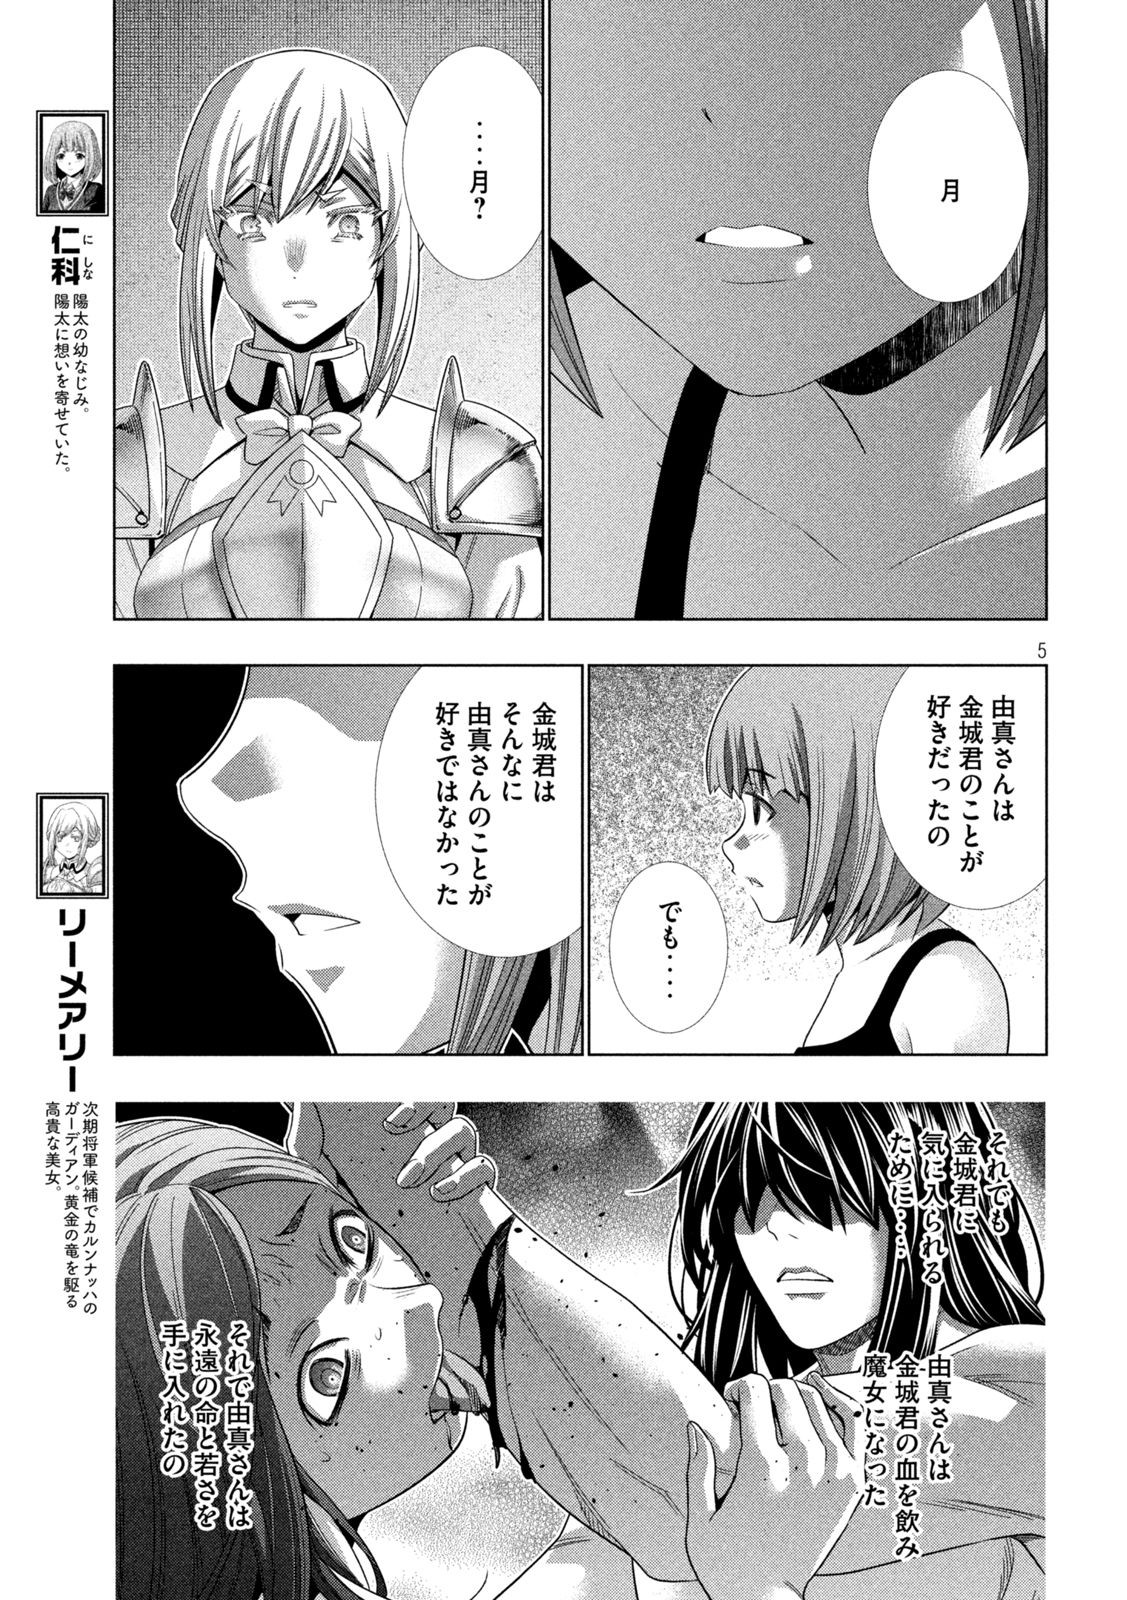 月
‥‥月?
5
由真さんは
金城君のことが
好きだったの
でも‥‥
金城君は
そんなに
由真さんのことが
好きではなかった
それでも
金城君に
気に入られる
ために‥‥
由真さんは
金城君の血を飲み
魔女になった
それで由真さんは
永遠の命と若さを
手に入れたの
仁科
にしな
陽太の幼なじみ。
陽太に想いを寄せていた。
リーメアリー
次期将軍候補でカルンナッハの
ガーディアン。黄金の竜を駆る
高貴な美女。